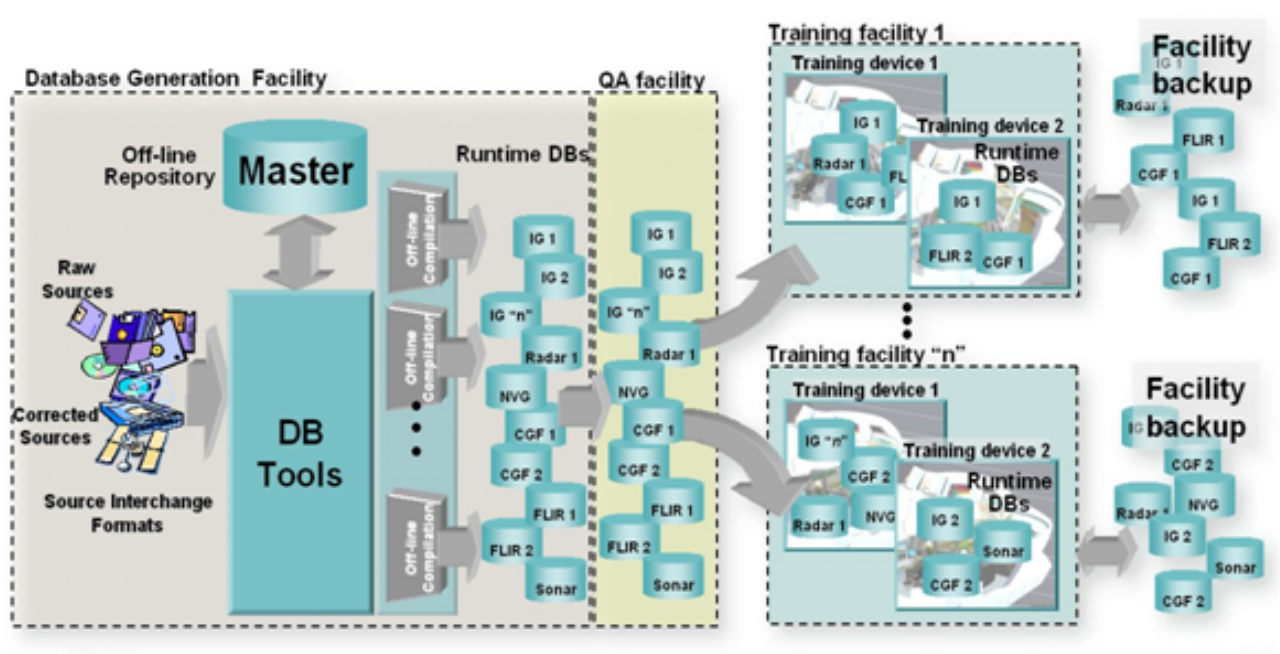 Database Generation Facility
Off-line
Repository
Master
Raw
Sources
Corrected
Sources
Source Interchange
Formats
DB
Tools
Off-line
Compilation
Off-line
Compilation
Off-line
Compilation
Runtime DBs
IG 1
IG 2
IG "n"
Radar 1
NVG
CGF 1
CGF 2
FLIR 1
FLIR 2
Sonar
QA facility
IG 1
IG 2
IG "n"
Radar 1
NVG
CGF 1
CGF 2
FLIR 1
FLIR 2
Sonar
Training facility 1
Training device 1
IG 1
Radar 1
FL
CGF 1
Training device 2
Runtime
DBs
IG 1
FLIR 2
CGF 1
Facility
backup
IG 1
Radar 1
FLIR 1
CGF 1
IG 1
FLIR 2
CGF 1
Training facility "n"
Training device 1
IG "n"
CGF 2
Radar 1
NVG
Training device 2
Runtime
DBs
IG 2
Sonar
CGF 2
Facility
backup
IG
CGF 2
Radar 1
NVG
IG 2
Sonar
CGF 2